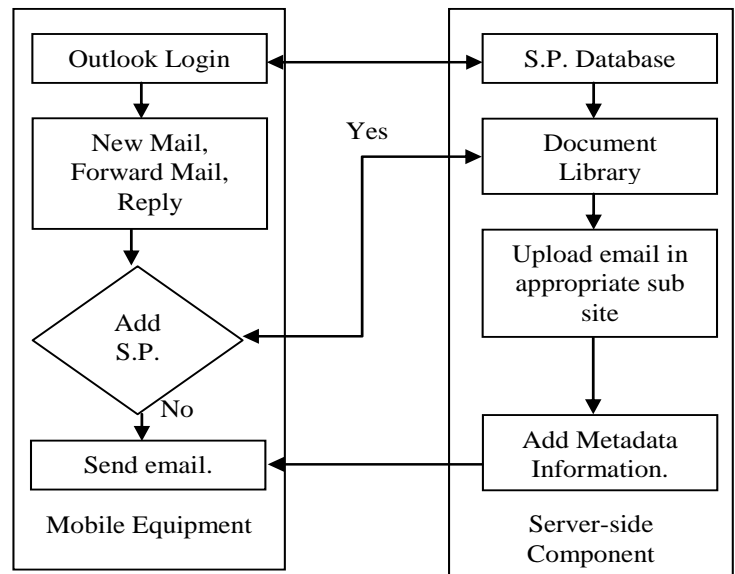 Outlook Login
New Mail,
Forward Mail,
Reply
Add
S.P.
No
Send email.
Mobile Equipment
Yes
S.P. Database
Document
Library
Upload email in
appropriate sub
site
Add Metadata
Information.
Server-side
Component